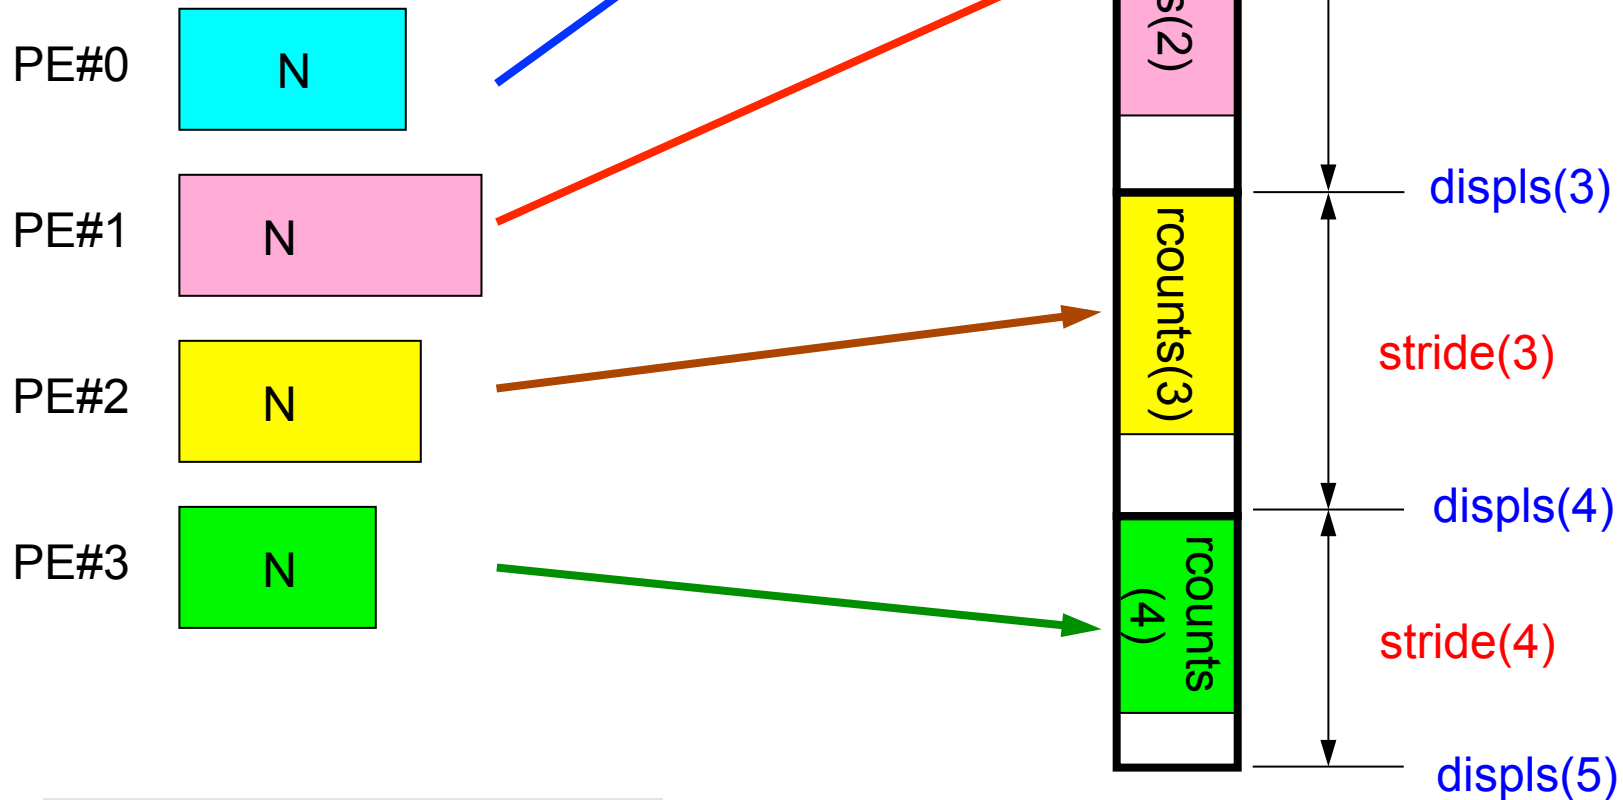 PE#0
N
PE#1
N
PE#2
N
PE#3
N
s(2)
rcounts(3)
rcounts
(4)
displs(3)
stride(3)
displs(4)
stride(4)
displs(5)